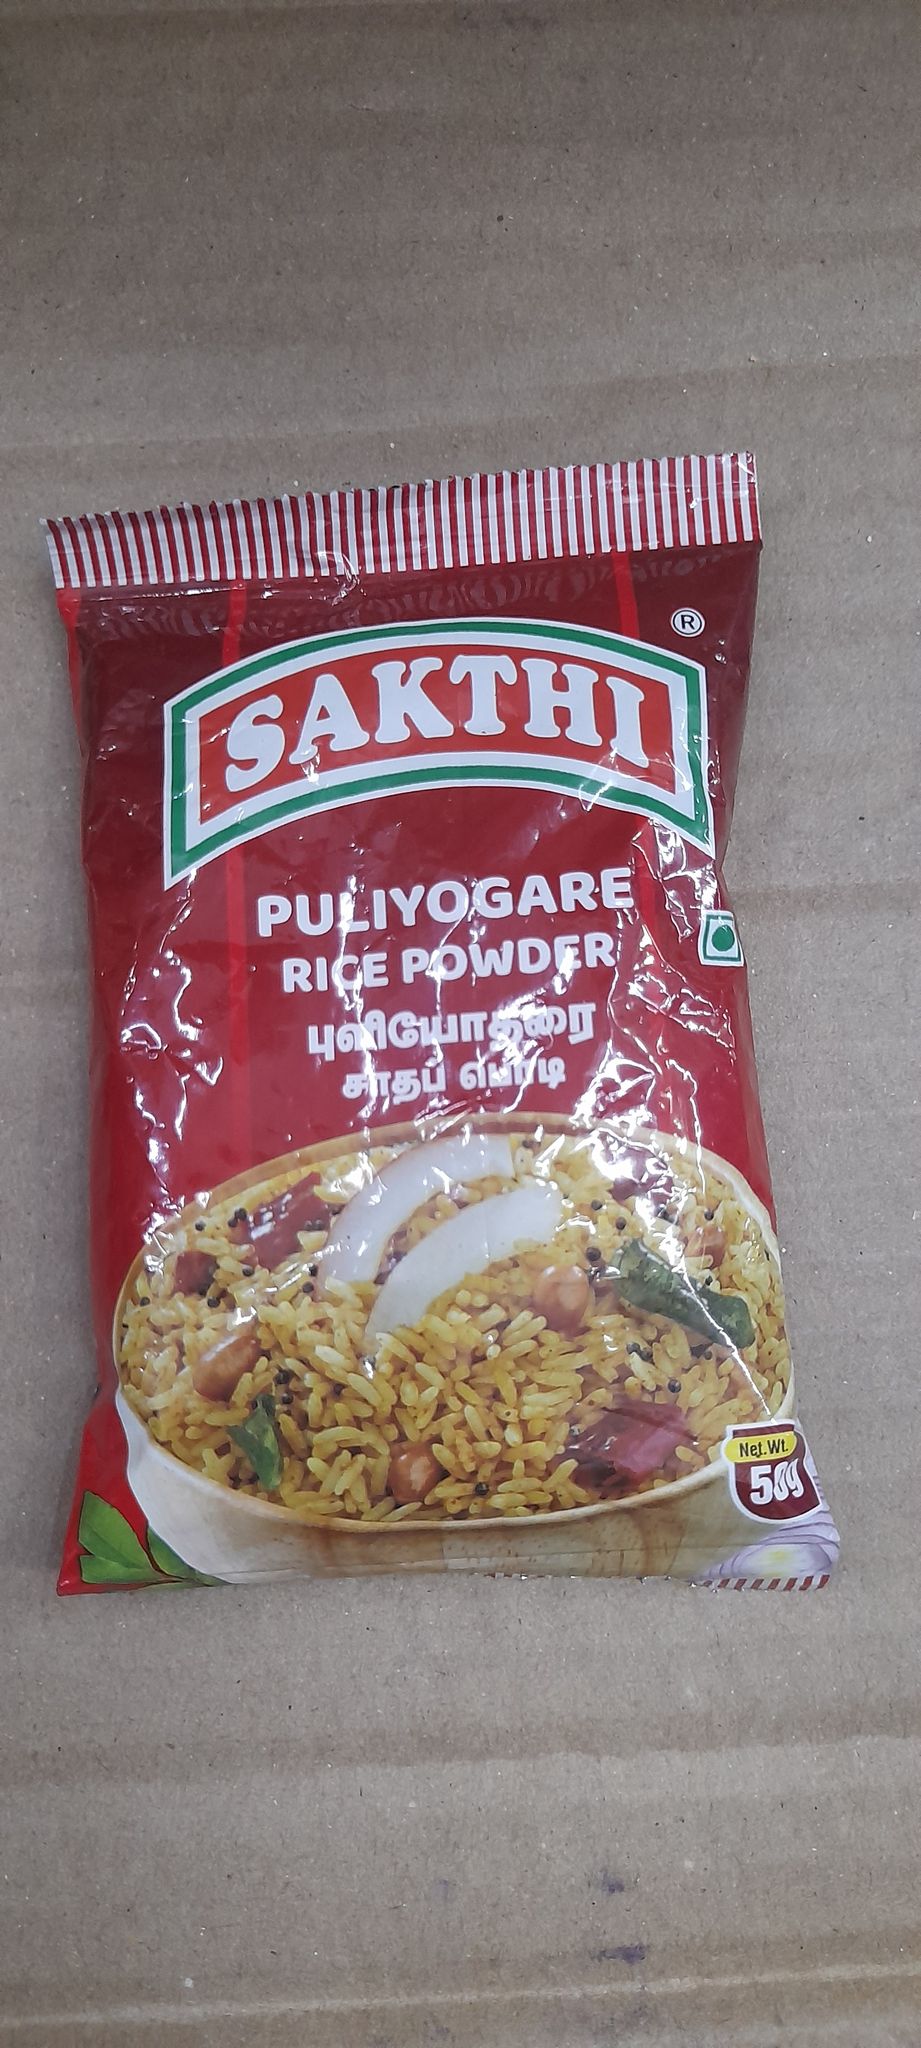 SAKTHI
®
PULIYOGARE
RICE POWDER
புளியோதரை
சாதப் பொடி
Net.Wt.
50g